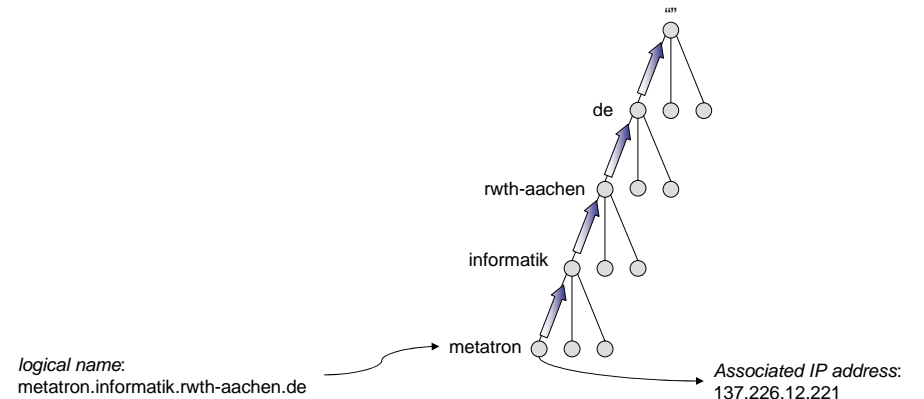 “”
de
rwth-aachen
informatik
metatron
logical name:
metatron.informatik.rwth-aachen.de
Associated IP address:
137.226.12.221